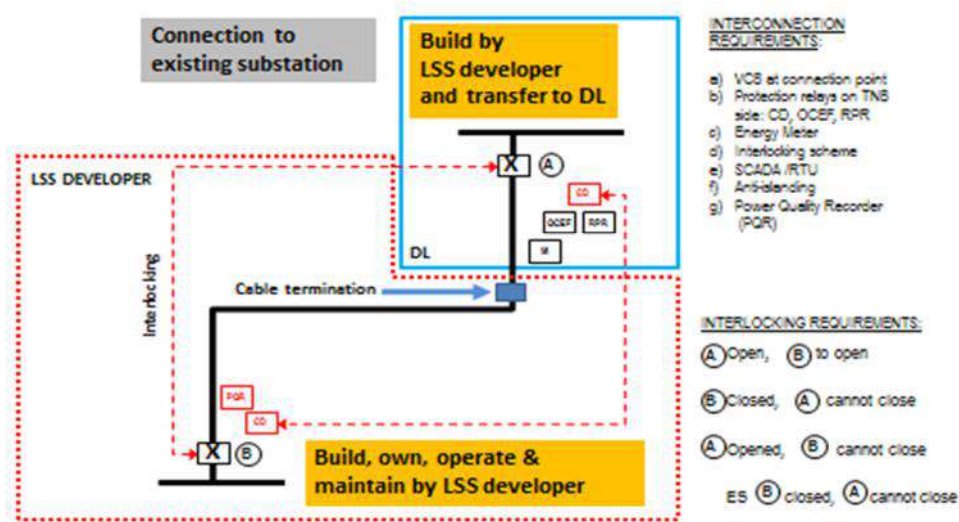 Connection to
existing substation
Build by
LSS developer
and transfer to DL
X
A
CD
OCEF
RPR
M
DL
LSS DEVELOPER
Interlocking
Cable termination
PQR
CD
X
B
Build, own, operate &
maintain by LSS developer
INTERCONNECTION
REQUIREMENTS:
a) VCB at connection point
b) Protection relays on TNB
side: CD, OCEF, RPR
c) Energy Meter
d) Interlocking scheme
e) SCADA /RTU
f) Anti-islanding
g) Power Quality Recorder
(PQR)
INTERLOCKING REQUIREMENTS:
A Open, B to open
B Closed, A cannot close
A Opened, B cannot close
ES B closed, A cannot close